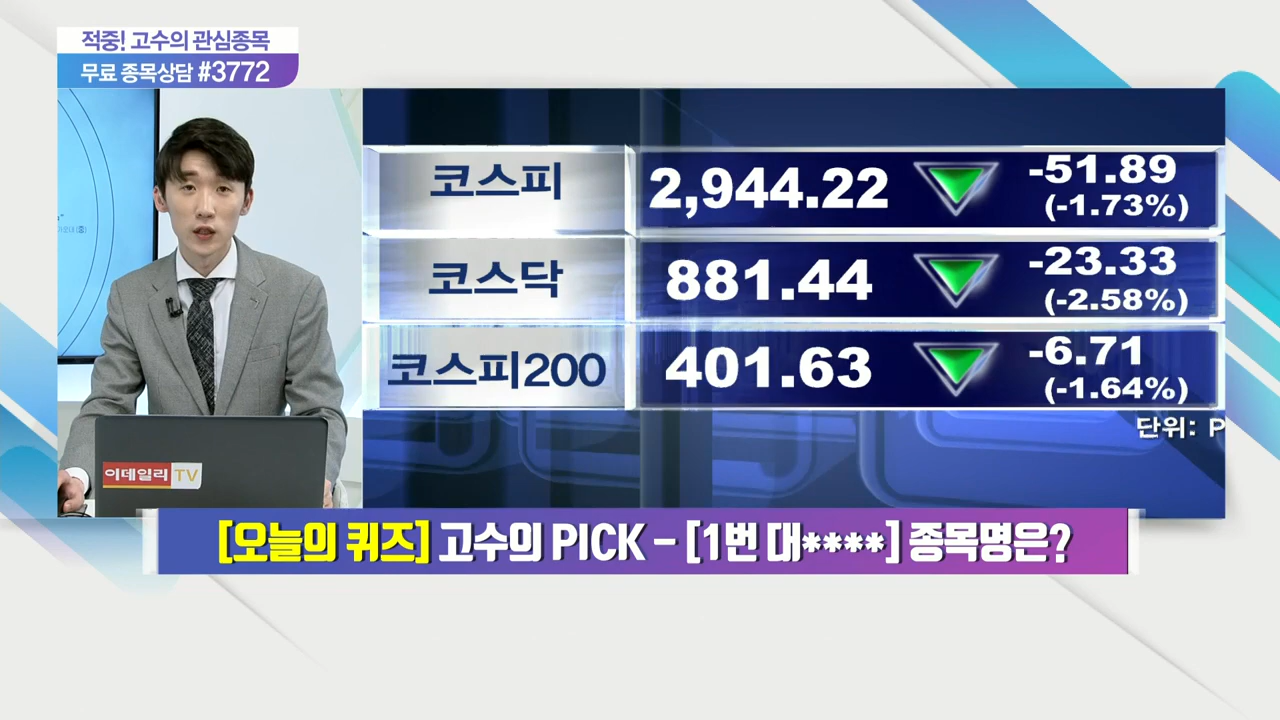 적중! 고수의 관심종목
무료 종목상담 #3772
코스피 2,944.22 -51.89 (-1.73%)
코스닥 881.44 -23.33 (-2.58%)
코스피200 401.63 -6.71 (-1.64%)
단위: P
이데일리 TV
[오늘의 퀴즈] 고수의 PICK - [1번 대****] 종목명은?